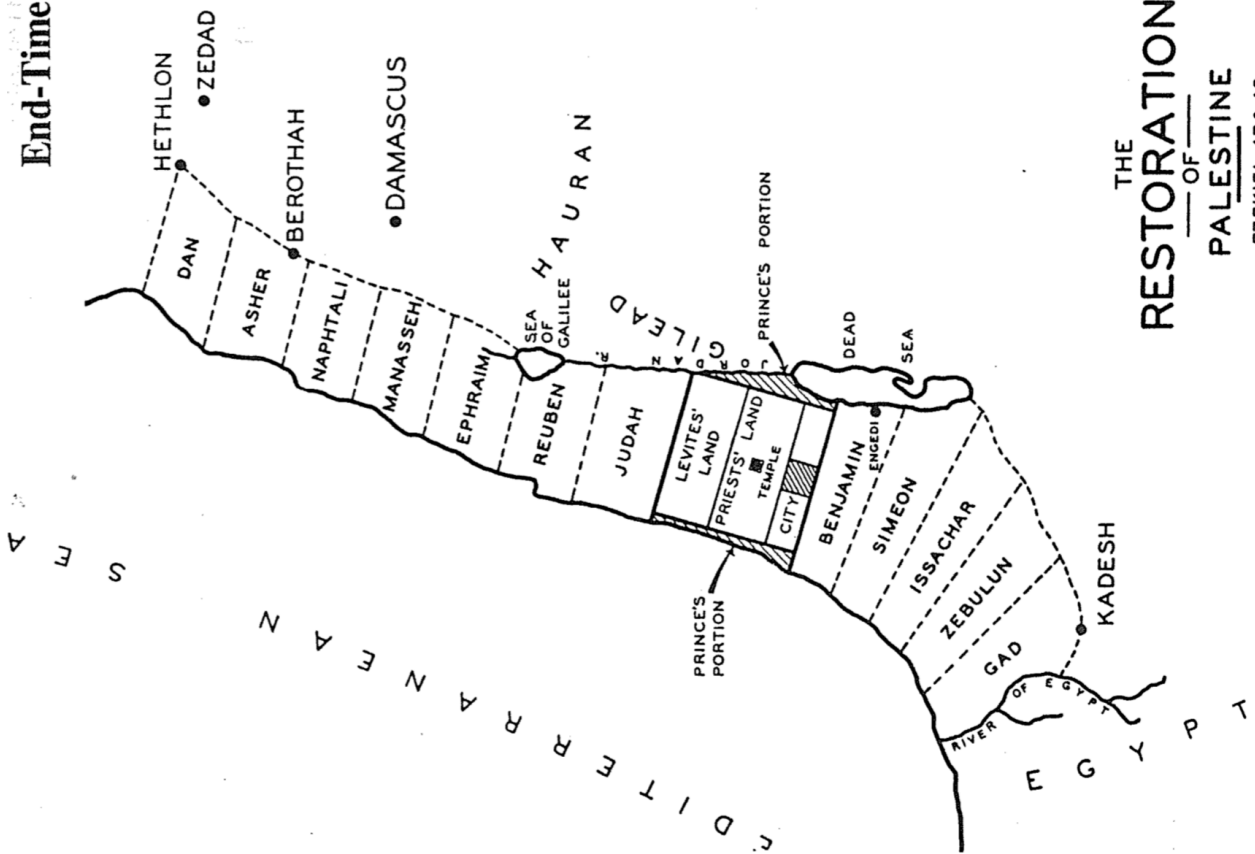 End-Time
HETHLON
ZEDAD
BEROTHAH
DAMASCUS
DAN
ASHER
NAPHTALI
MANASSEH
EPHRAIM
SEA
OF
GALILEE
HAURAN
REUBEN
JUDAH
JORDAN R.
GILEAD
PRINCE'S PORTION
LEVITES'
LAND
PRIESTS' LAND
TEMPLE
CITY
PRINCE'S
PORTION
DEAD
SEA
BENJAMIN
ENGEDI
SIMEON
ISSACHAR
ZEBULUN
GAD
KADESH
RIVER OF EGYPT
EGYPT
DITERRANEAN SEA
THE
RESTORATION
OF
PALESTINE